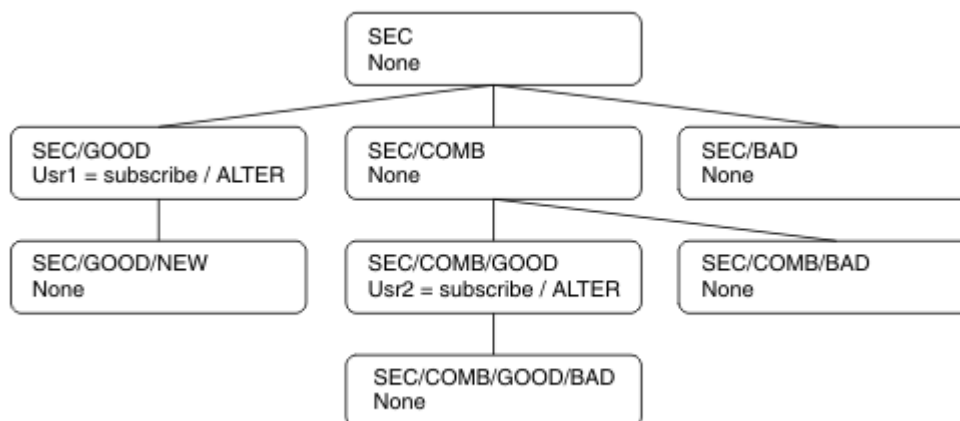 SEC
None
SEC/GOOD
Usr1 = subscribe / ALTER
SEC/COMB
None
SEC/BAD
None
SEC/GOOD/NEW
None
SEC/COMB/GOOD
Usr2 = subscribe / ALTER
SEC/COMB/BAD
None
SEC/COMB/GOOD/BAD
None